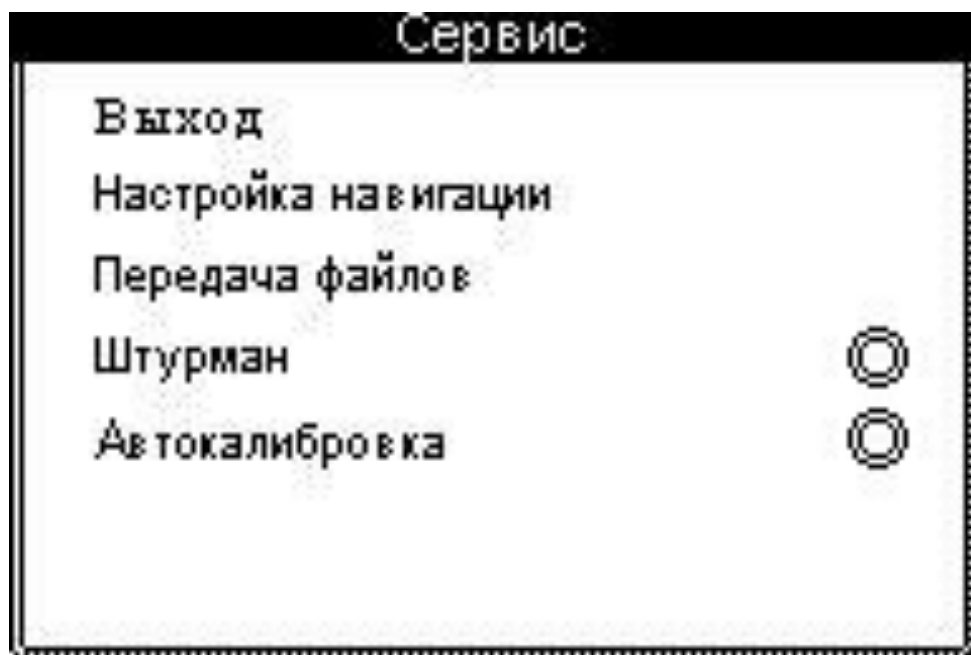 Сервис
Выход
Настройка навигации
Передача файлов
Штурман
Автокалибровка